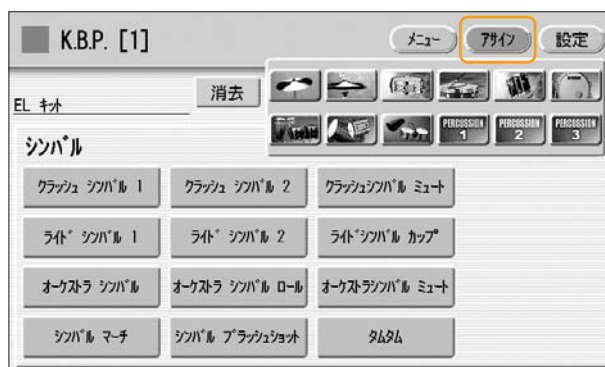 K.B.P. [1]
メニュー
アサイン
設定
EL キット
消去
PERCUSSION 1
PERCUSSION 2
PERCUSSION 3
シンバル
クラッシュ シンバル 1
クラッシュ シンバル 2
クラッシュシンバル ミュート
ライド シンバル 1
ライド シンバル 2
ライドシンバル カップ
オーケストラ シンバル
オーケストラ シンバル ロール
オーケストラシンバル ミュート
シンバル マーチ
シンバル ブラッシュショット
タムタム